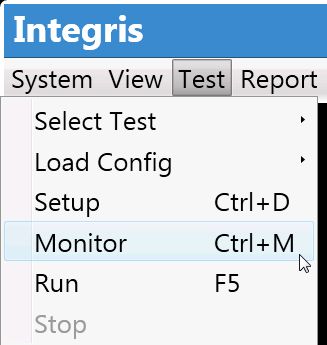 Integris
System View Test Report
Select Test
Load Config
Setup Ctrl+D
Monitor Ctrl+M
Run F5
Stop